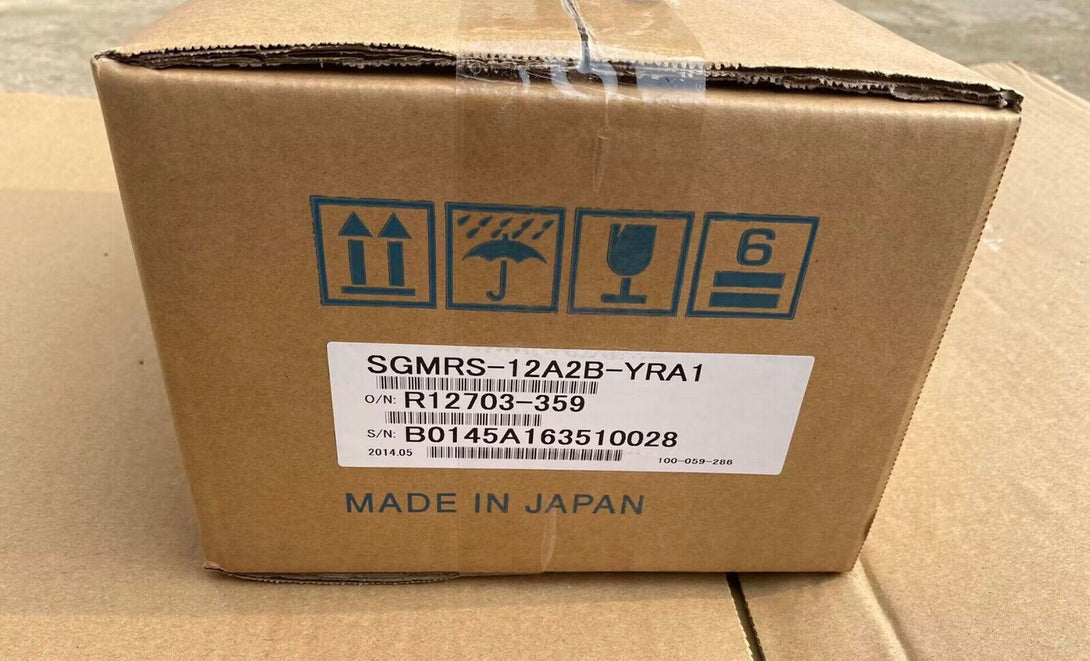 6
SGMRS-12A2B-YRA1
O/N: R12703-359
S/N: B0145A163510028
2014.05 100-059-286
MADE IN JAPAN